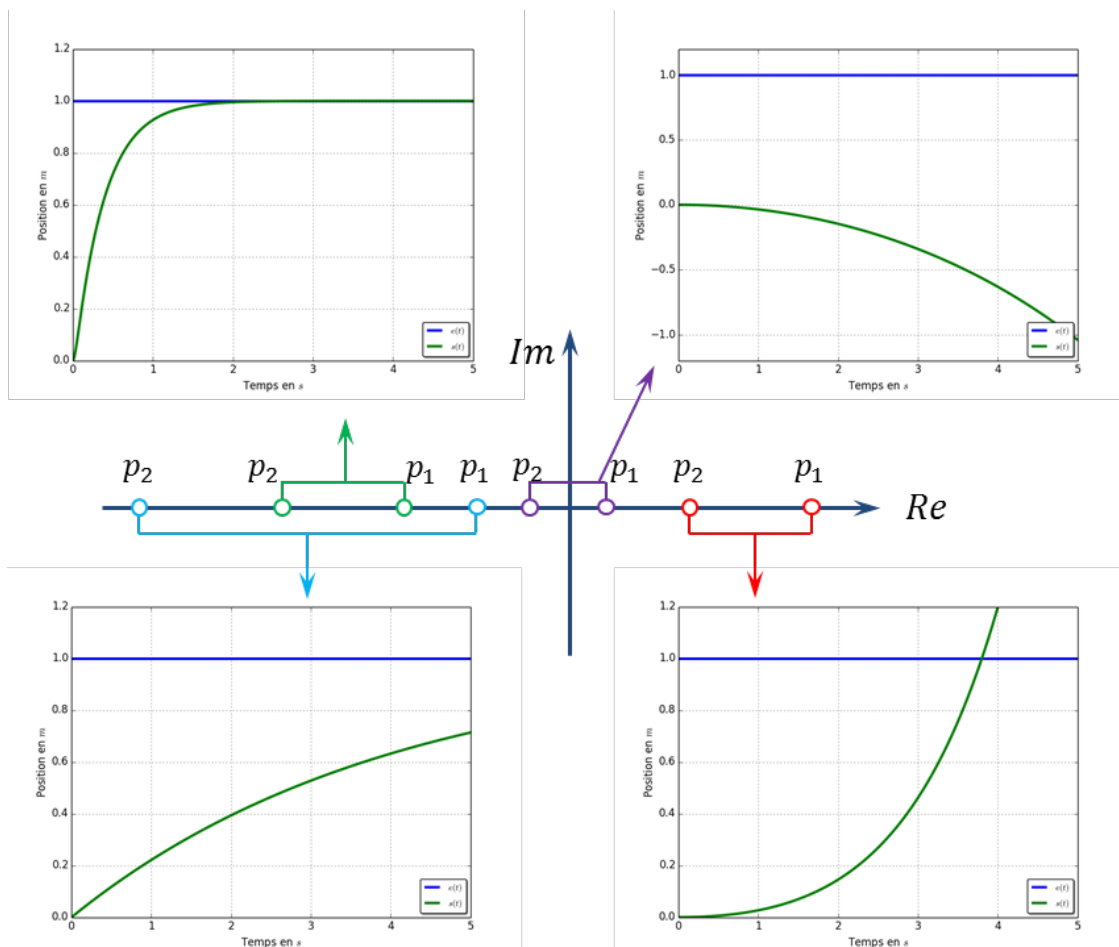 1.2
1.0
0.8
0.6
0.4
0.2
0.0
Position en m
e(t)
s(t)
0 1 2 3 4 5
Temps en s
1.0
0.5
0.0
−0.5
−1.0
Position en m
e(t)
s(t)
0 1 2 3 4 5
Temps en s
Im
p₂ p₂ p₁ p₁ p₂ p₁ p₂ p₁
Re
1.2
1.0
0.8
0.6
0.4
0.2
0.0
Position en m
e(t)
s(t)
0 1 2 3 4 5
Temps en s
1.2
1.0
0.8
0.6
0.4
0.2
0.0
Position en m
e(t)
s(t)
0 1 2 3 4 5
Temps en s